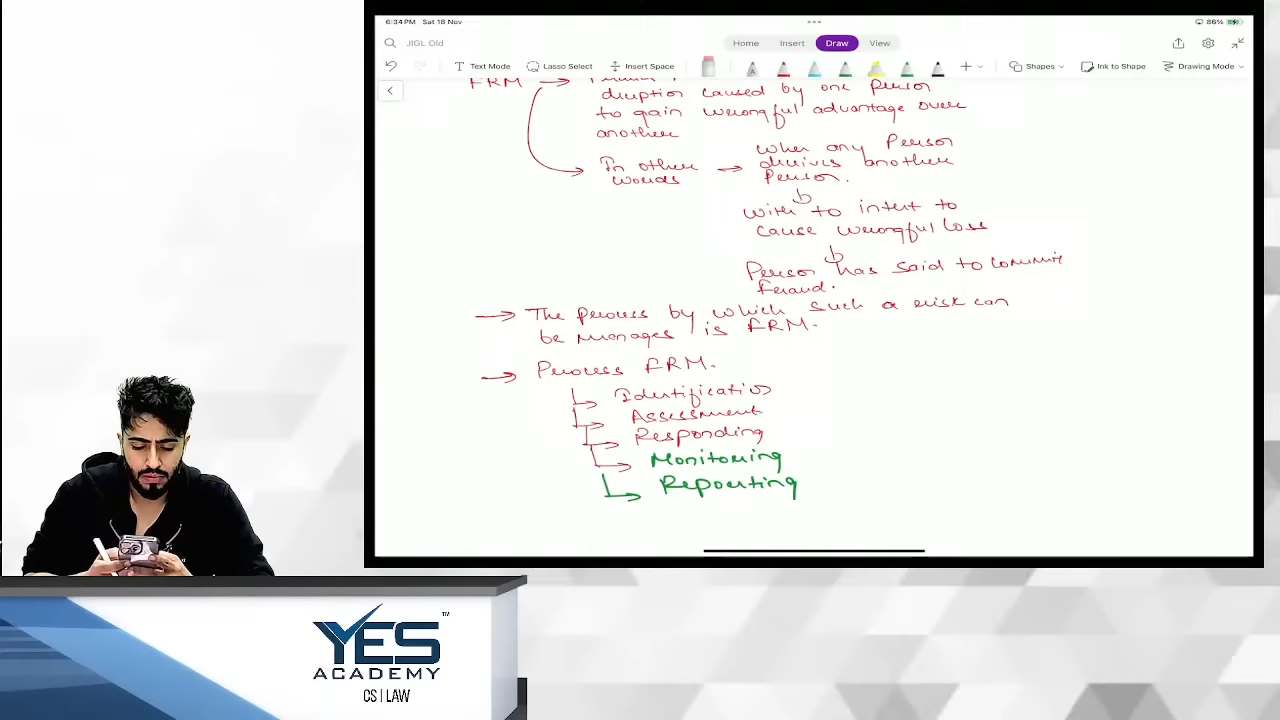 6:34 PM Sat 18 Nov
86%
JIGL Old
Home Insert Draw View
Text Mode Lasso Select Insert Space Shapes Ink to Shape Drawing Mode
FRM
caused by one Person
to gain wrongful advantage over
another
In other
words
when any Person
another
Person.
with to intent to
cause wrongful loss
Person has said to commit
fraud.
The process by which such a risk can
be manages is FRM.
Process FRM.
Identification
Assessment
Responding
Monitoring
Reporting
YES
TM
ACADEMY
CS | LAW